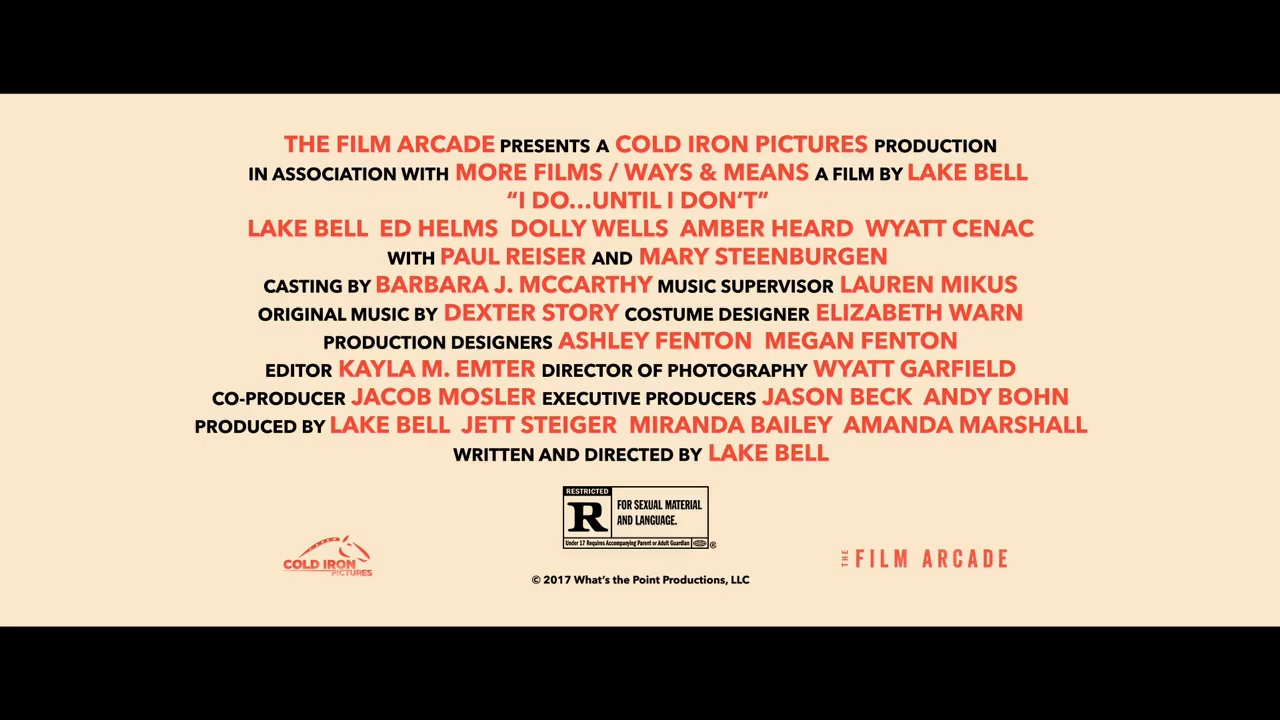 THE FILM ARCADE PRESENTS A COLD IRON PICTURES PRODUCTION
IN ASSOCIATION WITH MORE FILMS / WAYS & MEANS A FILM BY LAKE BELL
“I DO...UNTIL I DON’T”
LAKE BELL ED HELMS DOLLY WELLS AMBER HEARD WYATT CENAC
WITH PAUL REISER AND MARY STEENBURGEN
CASTING BY BARBARA J. MCCARTHY MUSIC SUPERVISOR LAUREN MIKUS
ORIGINAL MUSIC BY DEXTER STORY COSTUME DESIGNER ELIZABETH WARN
PRODUCTION DESIGNERS ASHLEY FENTON MEGAN FENTON
EDITOR KAYLA M. EMTER DIRECTOR OF PHOTOGRAPHY WYATT GARFIELD
CO-PRODUCER JACOB MOSLER EXECUTIVE PRODUCERS JASON BECK ANDY BOHN
PRODUCED BY LAKE BELL JETT STEIGER MIRANDA BAILEY AMANDA MARSHALL
WRITTEN AND DIRECTED BY LAKE BELL
RESTRICTED
R
FOR SEXUAL MATERIAL
AND LANGUAGE.
Under 17 Requires Accompanying Parent or Adult Guardian ®
COLD IRON
PICTURES
THE FILM ARCADE
© 2017 What’s the Point Productions, LLC